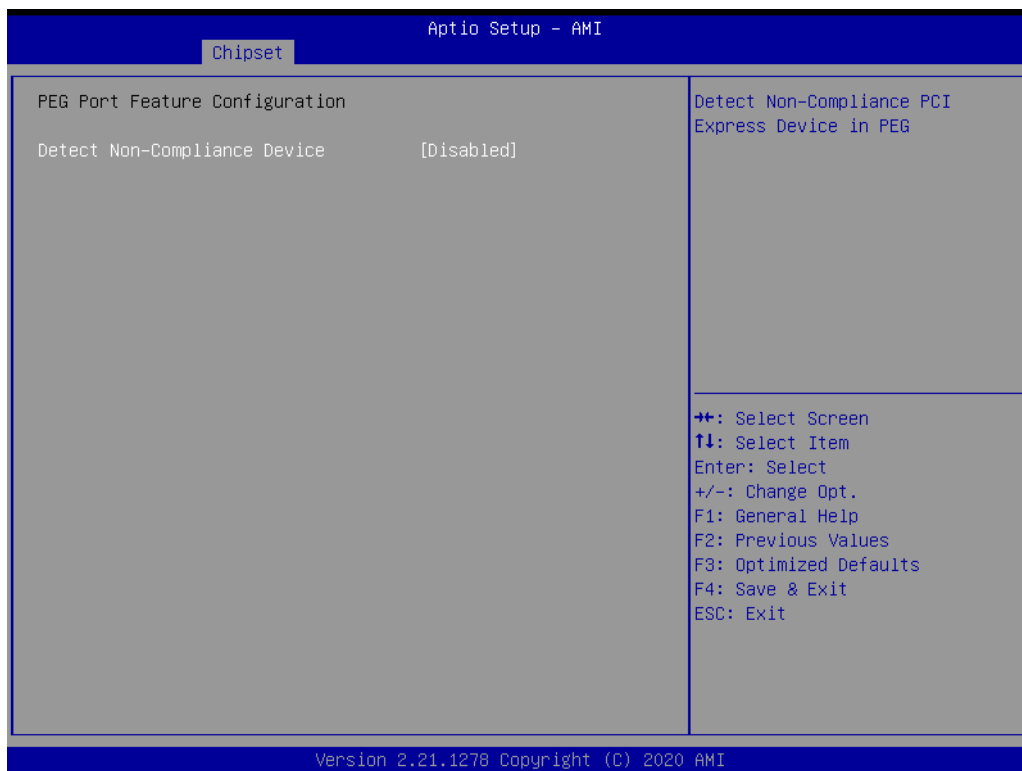 Aptio Setup - AMI
Chipset
PEG Port Feature Configuration
Detect Non-Compliance Device [Disabled]
Detect Non-Compliance PCI
Express Device in PEG
→←: Select Screen
↑↓: Select Item
Enter: Select
+/-: Change Opt.
F1: General Help
F2: Previous Values
F3: Optimized Defaults
F4: Save & Exit
ESC: Exit
Version 2.21.1278 Copyright (C) 2020 AMI